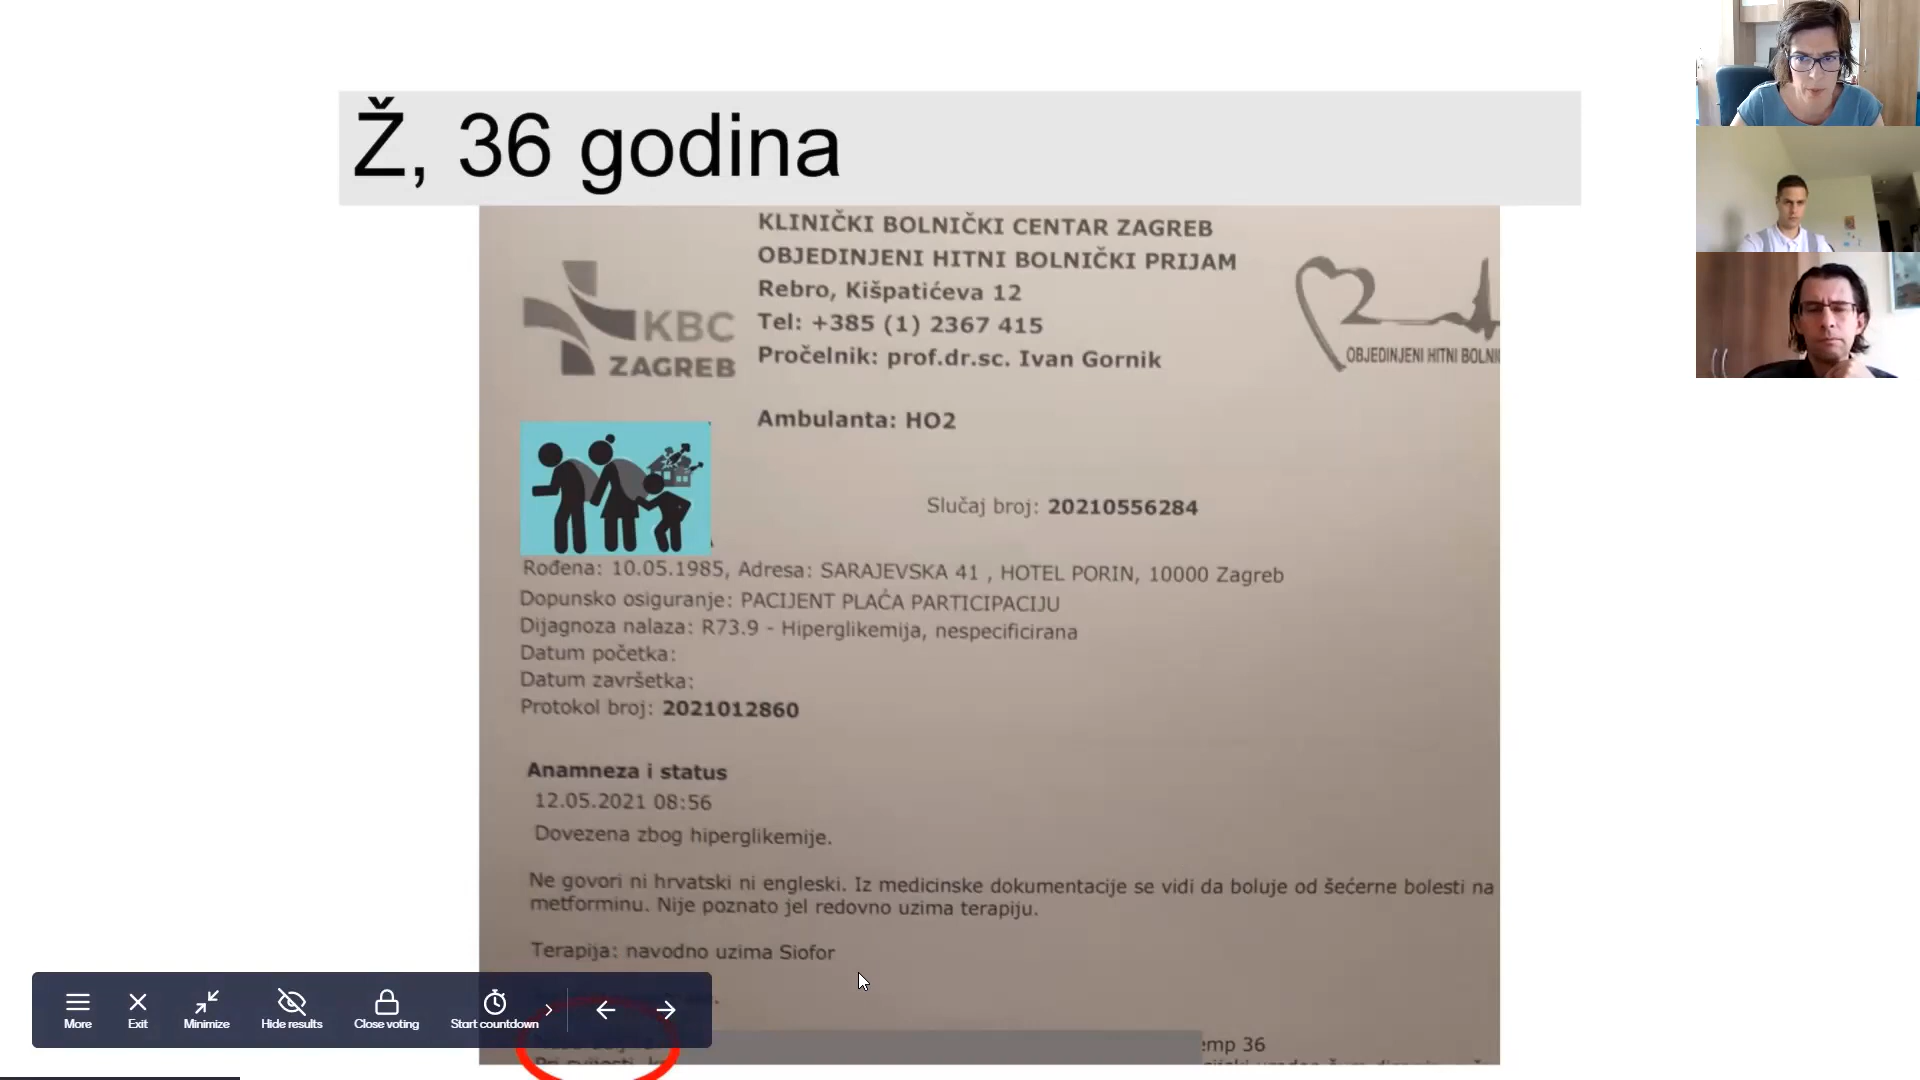 Ž, 36 godina
KLINIČKI BOLNIČKI CENTAR ZAGREB
OBJEDINJENI HITNI BOLNIČKI PRIJAM
Rebro, Kišpatićeva 12
Tel: +385 (1) 2367 415
Pročelnik: prof.dr.sc. Ivan Gornik
KBC
ZAGREB
OBJEDINJENI HITNI
Ambulanta: HO2
Slučaj broj: 20210556284
Rođena: 10.05.1985, Adresa: SARAJEVSKA 41 , HOTEL PORIN, 10000 Zagreb
Dopunsko osiguranje: PACIJENT PLAĆA PARTICIPACIJU
Dijagnoza nalaza: R73.9 - Hiperglikemija, nespecificirana
Datum početka:
Datum završetka:
Protokol broj: 2021012860
Anamneza i status
12.05.2021 08:56
Dovezena zbog hiperglikemije.
Ne govori ni hrvatski ni engleski. Iz medicinske dokumentacije se vidi da boluje od šećerne bolesti na
metforminu. Nije poznato jel redovno uzima terapiju.
Terapija: navodno uzima Siofor
36
More Exit Minimize Hide results Close voting Start countdown